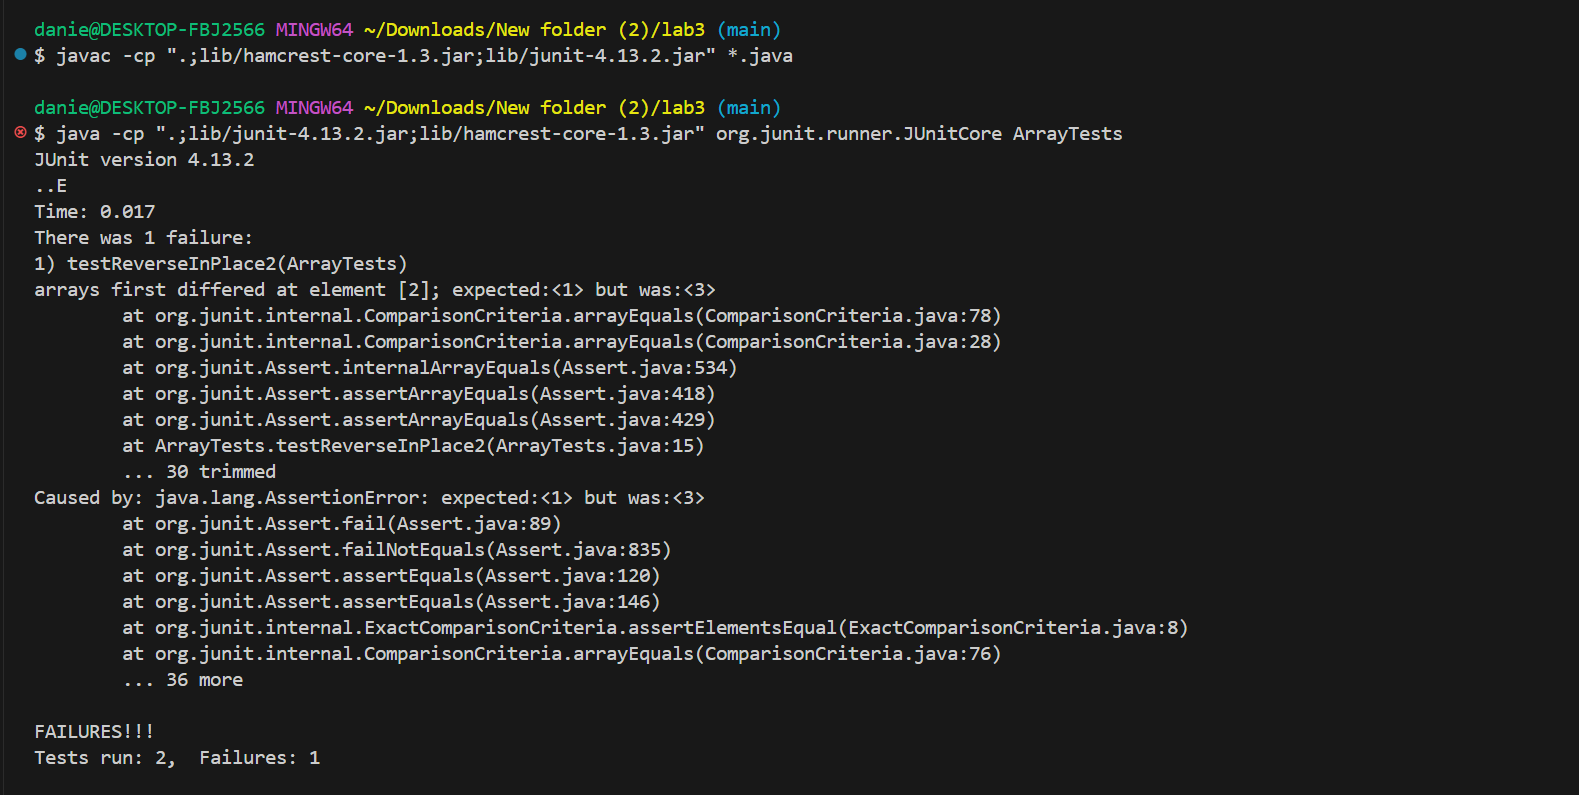 danie@DESKTOP-FBJ2566 MINGW64 ~/Downloads/New folder (2)/lab3 (main)
$ javac -cp ".;lib/hamcrest-core-1.3.jar;lib/junit-4.13.2.jar" *.java
danie@DESKTOP-FBJ2566 MINGW64 ~/Downloads/New folder (2)/lab3 (main)
$ java -cp ".;lib/junit-4.13.2.jar;lib/hamcrest-core-1.3.jar" org.junit.runner.JUnitCore ArrayTests
JUnit version 4.13.2
..E
Time: 0.017
There was 1 failure:
1) testReverseInPlace2(ArrayTests)
arrays first differed at element [2]; expected:<1> but was:<3>
at org.junit.internal.ComparisonCriteria.arrayEquals(ComparisonCriteria.java:78)
at org.junit.internal.ComparisonCriteria.arrayEquals(ComparisonCriteria.java:28)
at org.junit.Assert.internalArrayEquals(Assert.java:534)
at org.junit.Assert.assertArrayEquals(Assert.java:418)
at org.junit.Assert.assertArrayEquals(Assert.java:429)
at ArrayTests.testReverseInPlace2(ArrayTests.java:15)
... 30 trimmed
Caused by: java.lang.AssertionError: expected:<1> but was:<3>
at org.junit.Assert.fail(Assert.java:89)
at org.junit.Assert.failNotEquals(Assert.java:835)
at org.junit.Assert.assertEquals(Assert.java:120)
at org.junit.Assert.assertEquals(Assert.java:146)
at org.junit.internal.ExactComparisonCriteria.assertElementsEqual(ExactComparisonCriteria.java:8)
at org.junit.internal.ComparisonCriteria.arrayEquals(ComparisonCriteria.java:76)
... 36 more
FAILURES!!!
Tests run: 2,  Failures: 1